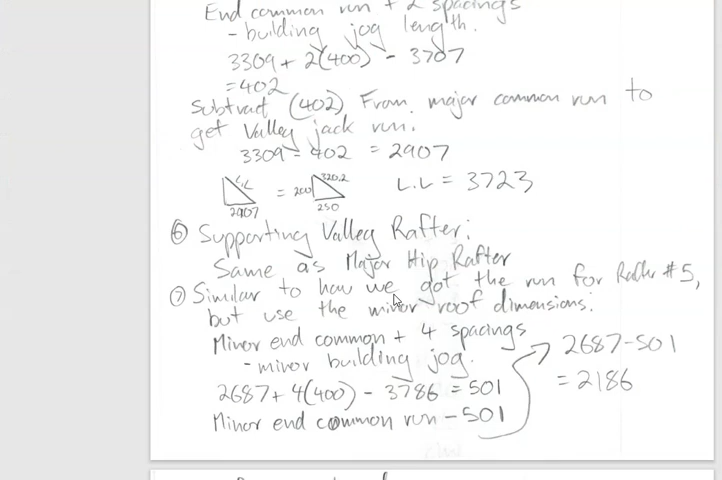 End common run + 2 spacings
- building jog length.
3309 + 2(400) - 3707
= 402
Subtract (402) From major common run to
get Valley jack run.
3309 - 402 = 2907
L.L 2907 = 200 320.2 250 L.L = 3723
⑥ Supporting Valley Rafter:
Same as Major Hip Rafter
⑦ Similar to how we got the run for Rafter #5,
but use the minor roof dimensions.
Minor end common + 4 spacings
- minor building jog.
2687 + 4(400) - 3786 = 501
Minor end common run - 501
2687-501
= 2186